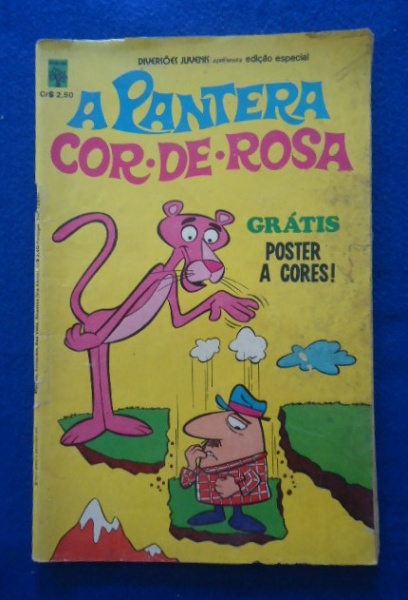 DIVERSÕES JUVENIS apresenta edição especial
Cr$ 2,50
A PANTERA
COR-DE-ROSA
GRÁTIS
POSTER
A CORES!